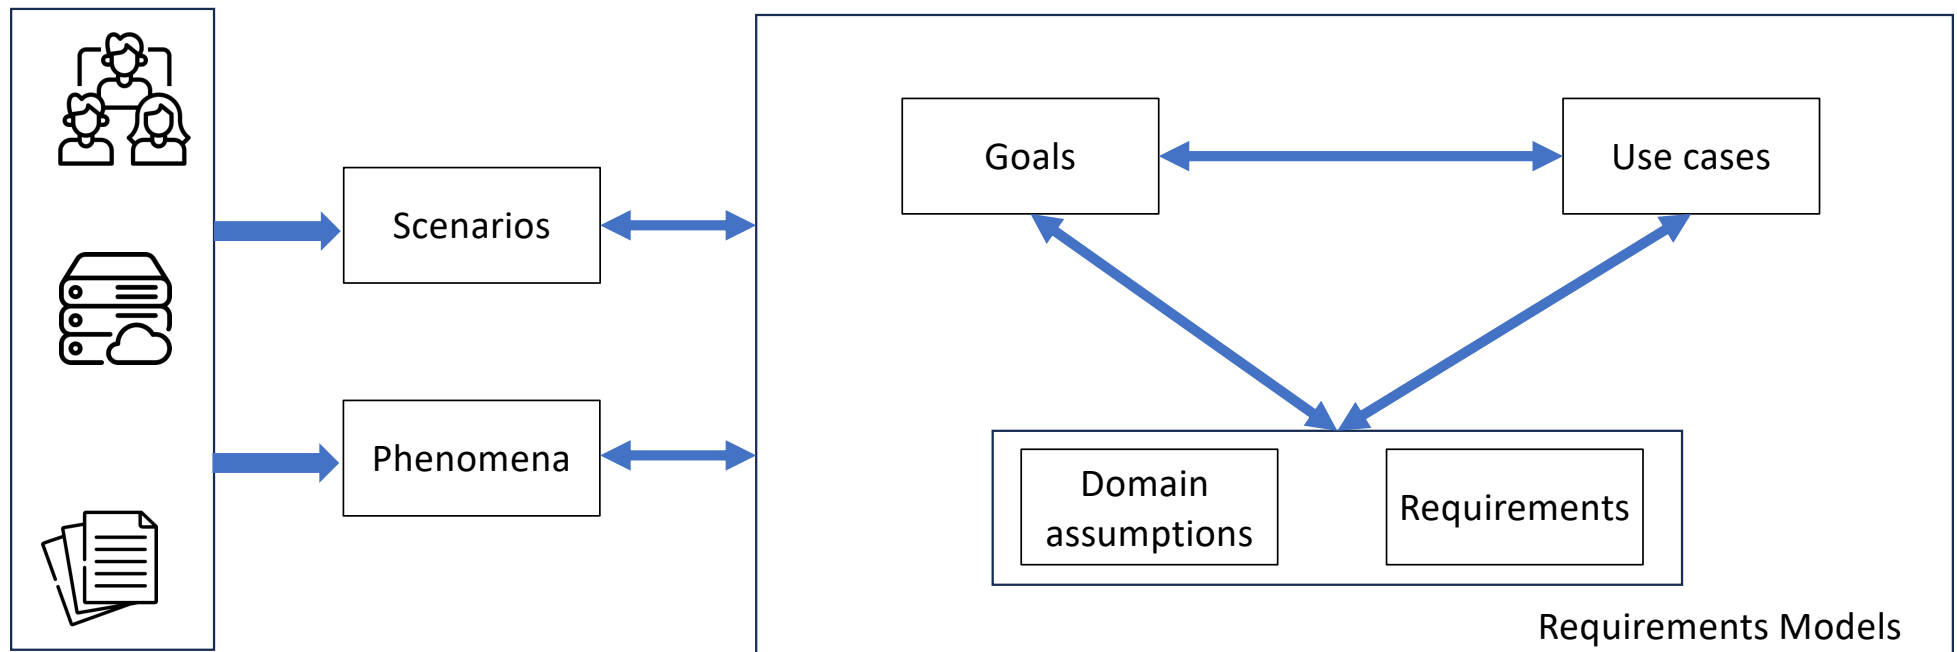 Scenarios
Phenomena
Goals
Use cases
Domain
assumptions
Requirements
Requirements Models